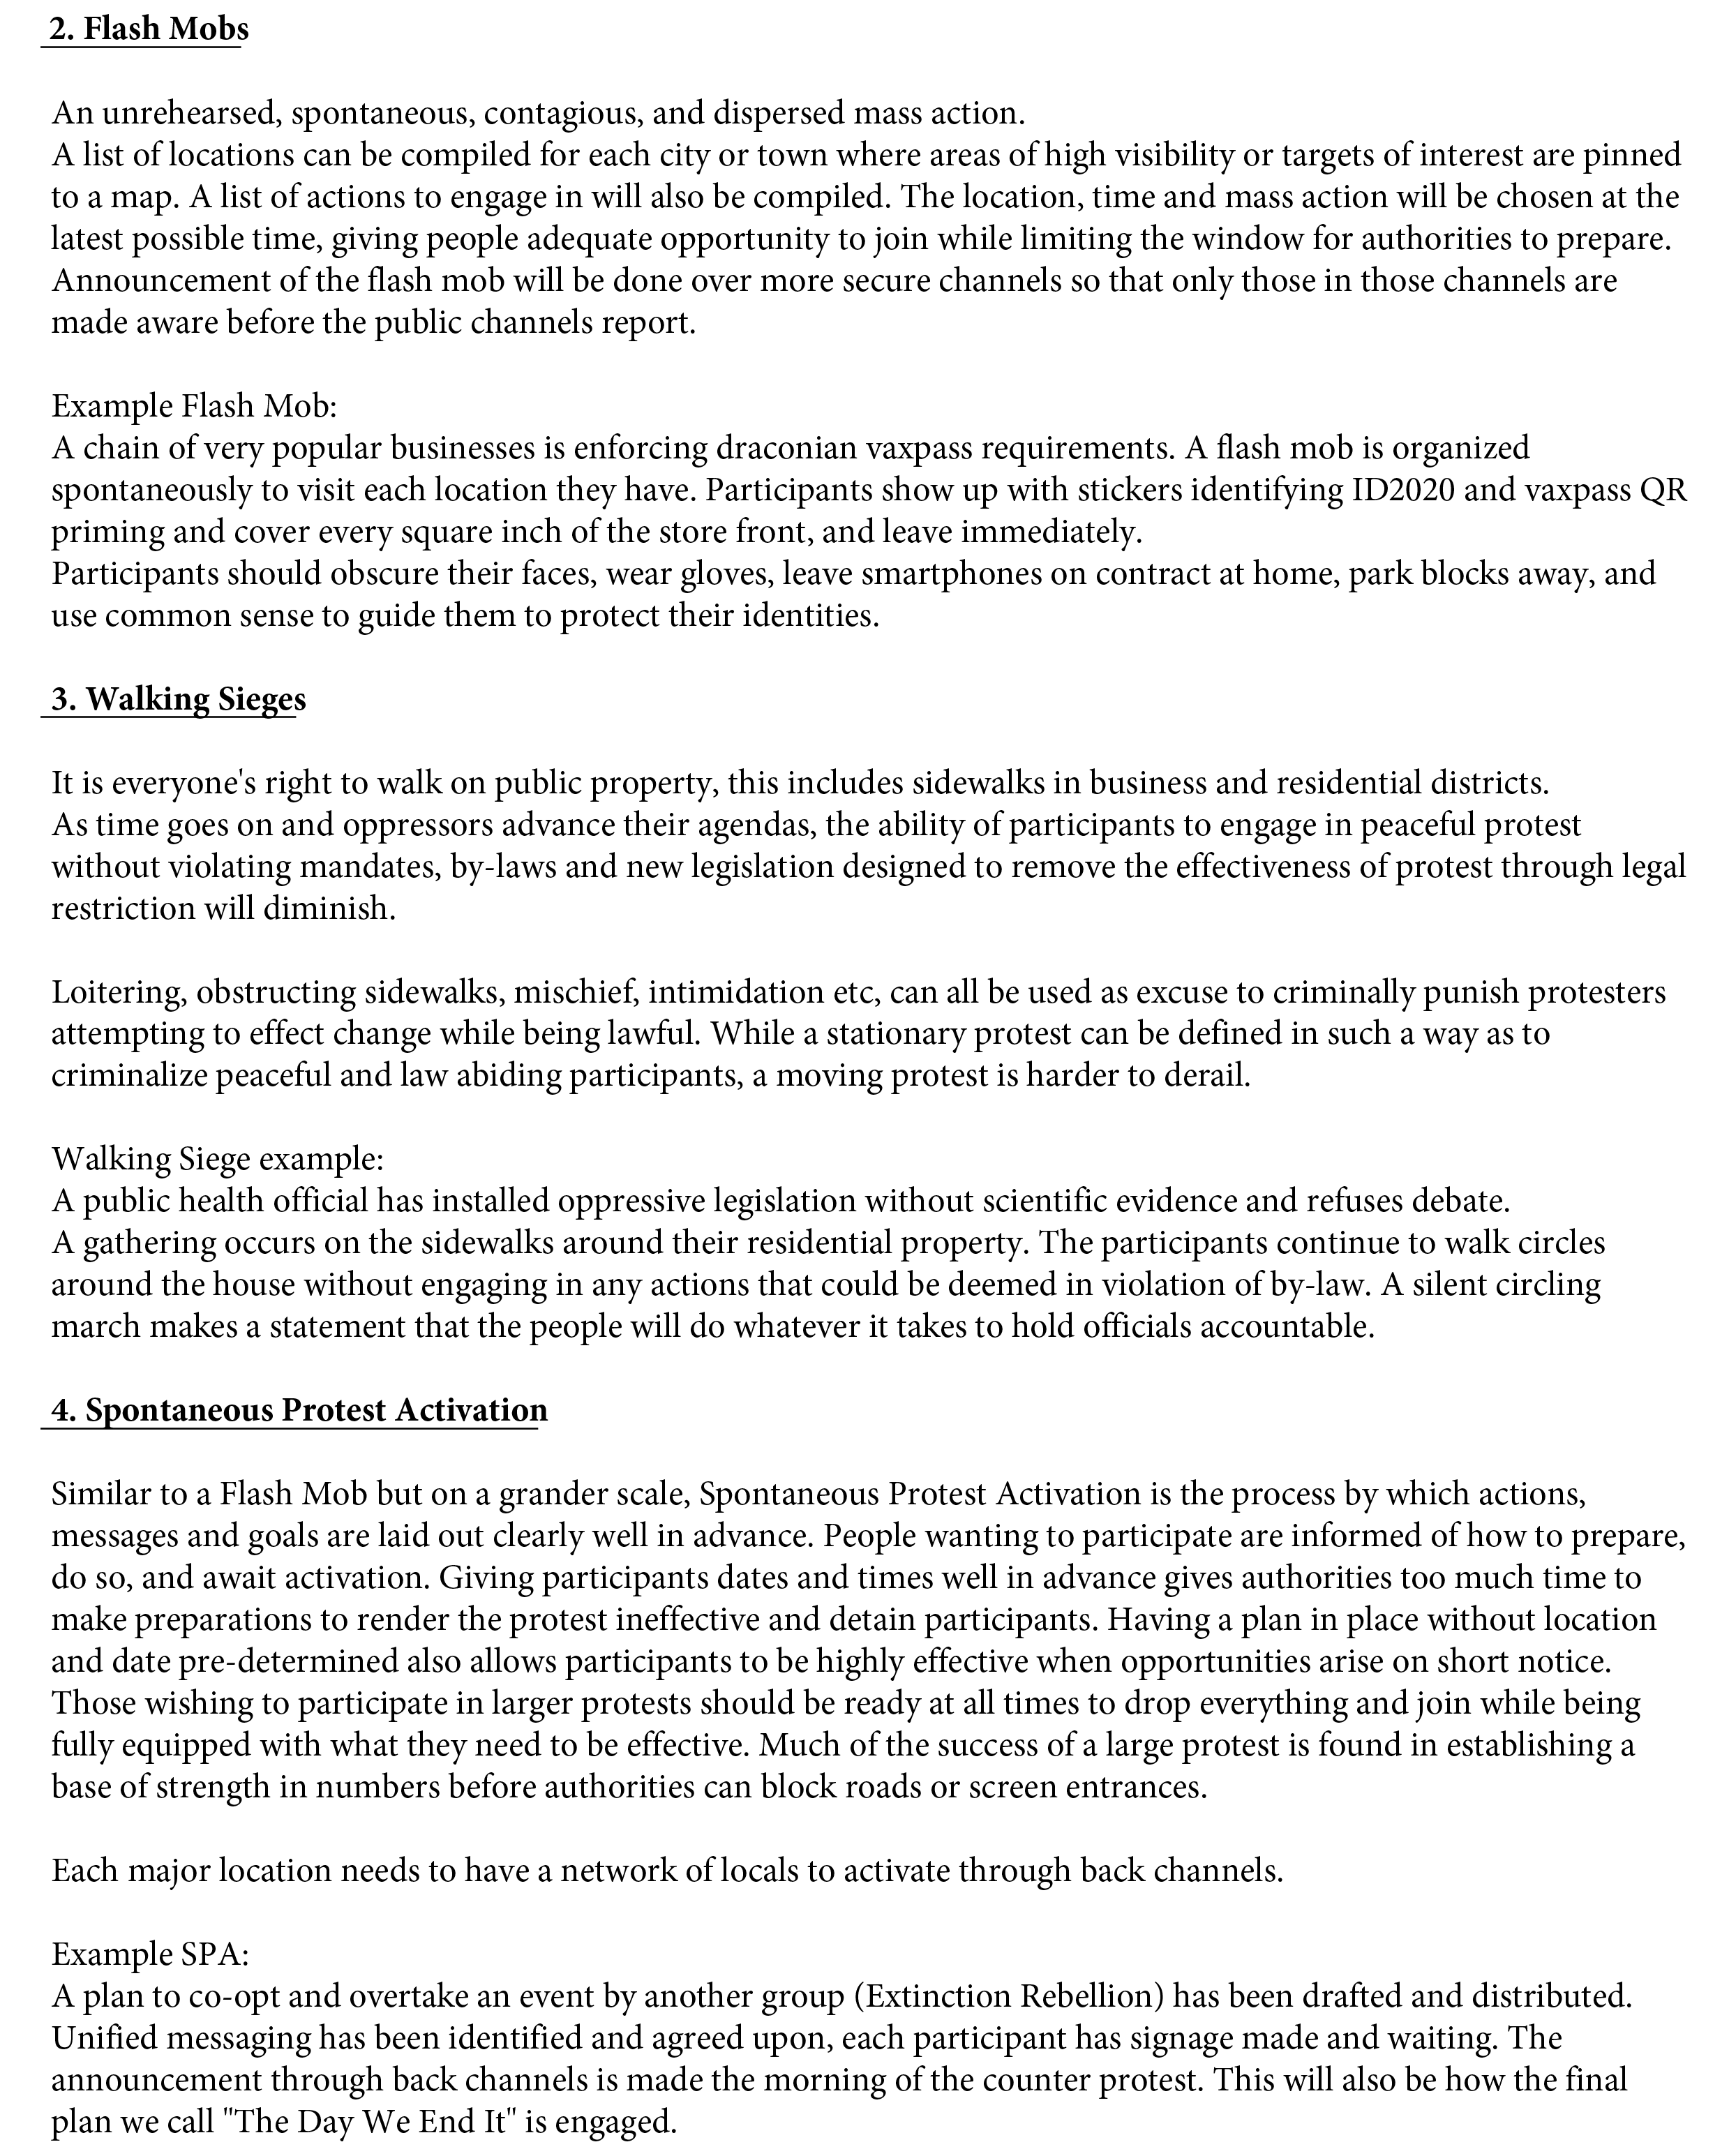 2. Flash Mobs
An unrehearsed, spontaneous, contagious, and dispersed mass action.
A list of locations can be compiled for each city or town where areas of high visibility or targets of interest are pinned
to a map. A list of actions to engage in will also be compiled. The location, time and mass action will be chosen at the
latest possible time, giving people adequate opportunity to join while limiting the window for authorities to prepare.
Announcement of the flash mob will be done over more secure channels so that only those in those channels are
made aware before the public channels report.
Example Flash Mob:
A chain of very popular businesses is enforcing draconian vaxpass requirements. A flash mob is organized
spontaneously to visit each location they have. Participants show up with stickers identifying ID2020 and vaxpass QR
priming and cover every square inch of the store front, and leave immediately.
Participants should obscure their faces, wear gloves, leave smartphones on contract at home, park blocks away, and
use common sense to guide them to protect their identities.
3. Walking Sieges
It is everyone's right to walk on public property, this includes sidewalks in business and residential districts.
As time goes on and oppressors advance their agendas, the ability of participants to engage in peaceful protest
without violating mandates, by-laws and new legislation designed to remove the effectiveness of protest through legal
restriction will diminish.
Loitering, obstructing sidewalks, mischief, intimidation etc, can all be used as excuse to criminally punish protesters
attempting to effect change while being lawful. While a stationary protest can be defined in such a way as to
criminalize peaceful and law abiding participants, a moving protest is harder to derail.
Walking Siege example:
A public health official has installed oppressive legislation without scientific evidence and refuses debate.
A gathering occurs on the sidewalks around their residential property. The participants continue to walk circles
around the house without engaging in any actions that could be deemed in violation of by-law. A silent circling
march makes a statement that the people will do whatever it takes to hold officials accountable.
4. Spontaneous Protest Activation
Similar to a Flash Mob but on a grander scale, Spontaneous Protest Activation is the process by which actions,
messages and goals are laid out clearly well in advance. People wanting to participate are informed of how to prepare,
do so, and await activation. Giving participants dates and times well in advance gives authorities too much time to
make preparations to render the protest ineffective and detain participants. Having a plan in place without location
and date pre-determined also allows participants to be highly effective when opportunities arise on short notice.
Those wishing to participate in larger protests should be ready at all times to drop everything and join while being
fully equipped with what they need to be effective. Much of the success of a large protest is found in establishing a
base of strength in numbers before authorities can block roads or screen entrances.
Each major location needs to have a network of locals to activate through back channels.
Example SPA:
A plan to co-opt and overtake an event by another group (Extinction Rebellion) has been drafted and distributed.
Unified messaging has been identified and agreed upon, each participant has signage made and waiting. The
announcement through back channels is made the morning of the counter protest. This will also be how the final
plan we call "The Day We End It" is engaged.